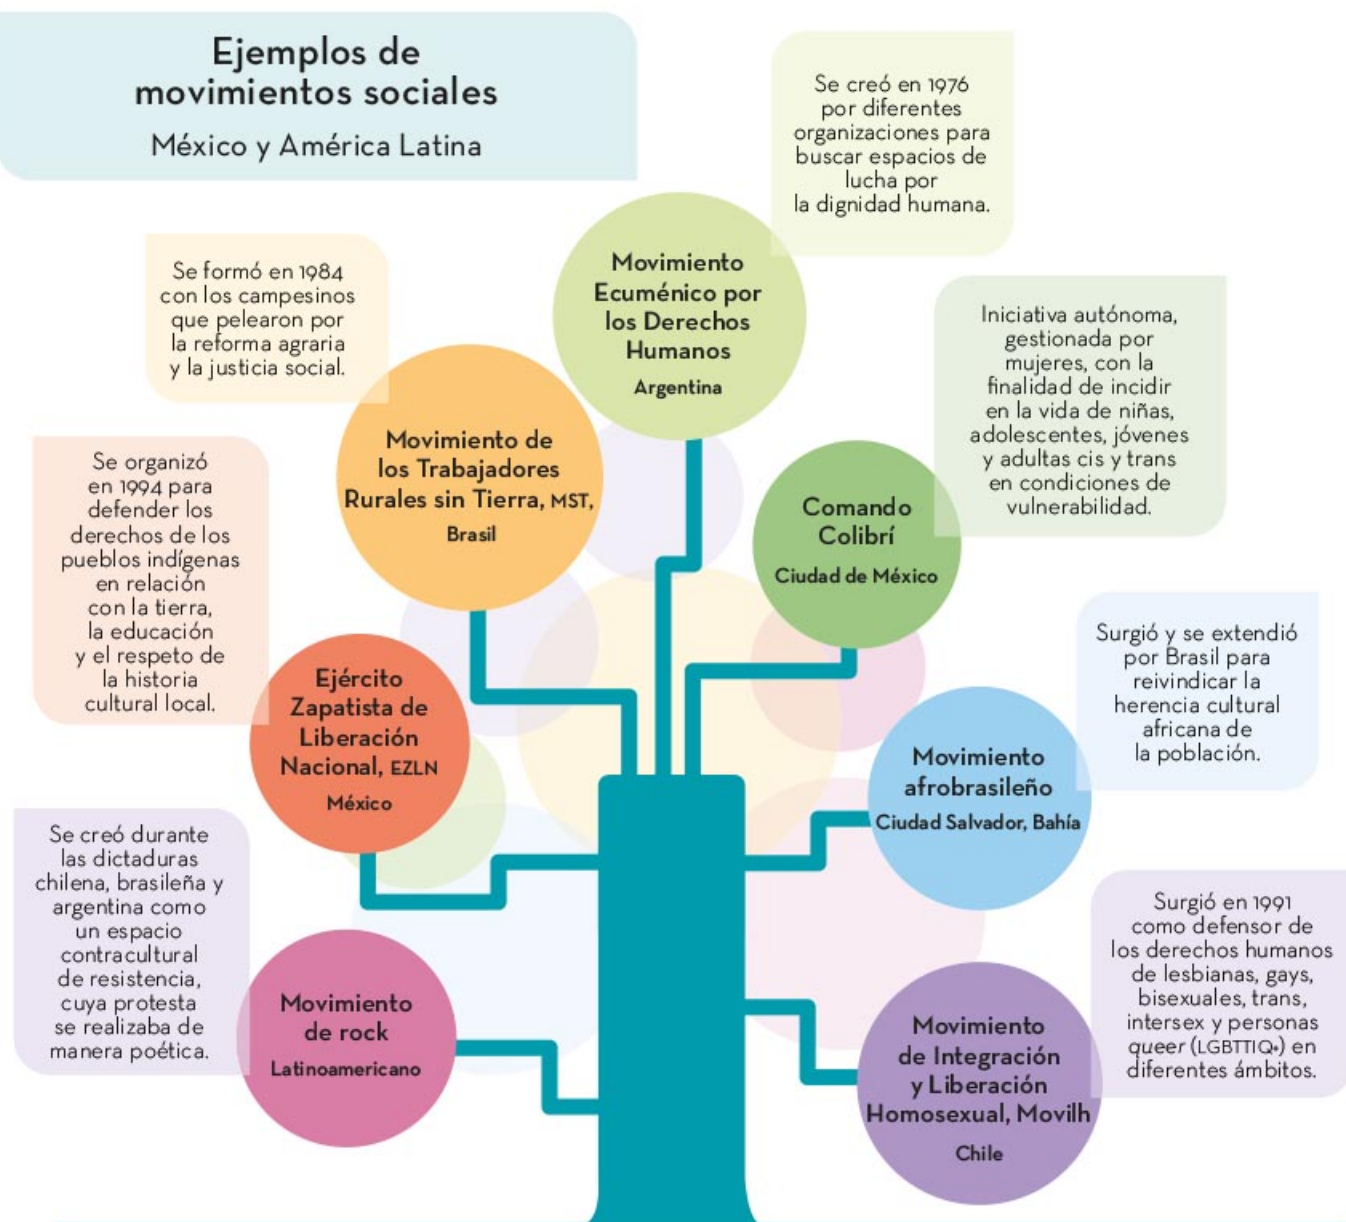 Ejemplos de
movimientos sociales
México y América Latina
Se creó en 1976
por diferentes
organizaciones para
buscar espacios de
lucha por
la dignidad humana.
Movimiento
Ecuménico por
los Derechos
Humanos
Argentina
Se formó en 1984
con los campesinos
que pelearon por
la reforma agraria
y la justicia social.
Movimiento de
los Trabajadores
Rurales sin Tierra, MST,
Brasil
Iniciativa autónoma,
gestionada por
mujeres, con la
finalidad de incidir
en la vida de niñas,
adolescentes, jóvenes
y adultas cis y trans
en condiciones de
vulnerabilidad.
Comando
Colibrí
Ciudad de México
Se organizó
en 1994 para
defender los
derechos de los
pueblos indígenas
en relación
con la tierra,
la educación
y el respeto de
la historia
cultural local.
Ejército
Zapatista de
Liberación
Nacional, EZLN
México
Surgió y se extendió
por Brasil para
reivindicar la
herencia cultural
africana de
la población.
Movimiento
afrobrasileño
Ciudad Salvador, Bahía
Se creó durante
las dictaduras
chilena, brasileña y
argentina como
un espacio
contracultural
de resistencia,
cuya protesta
se realizaba de
manera poética.
Movimiento
de rock
Latinoamericano
Surgió en 1991
como defensor de
los derechos humanos
de lesbianas, gays,
bisexuales, trans,
intersex y personas
queer (LGBTTIQ+) en
diferentes ámbitos.
Movimiento
de Integración
y Liberación
Homosexual, Movilh
Chile